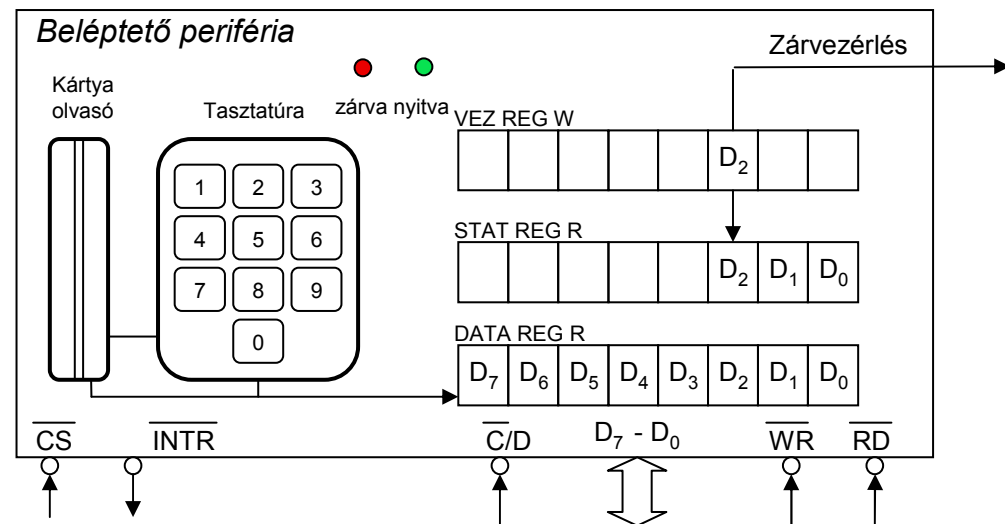 Beléptető periféria
Zárvezérlés
Kártya
olvasó
Tasztatúra
zárva nyitva
VEZ REG W
D2
1 2 3
4 5 6
7 8 9
0
STAT REG R
D2 D1 D0
DATA REG R
D7 D6 D5 D4 D3 D2 D1 D0
CS INTR C/D D7 - D0 WR RD